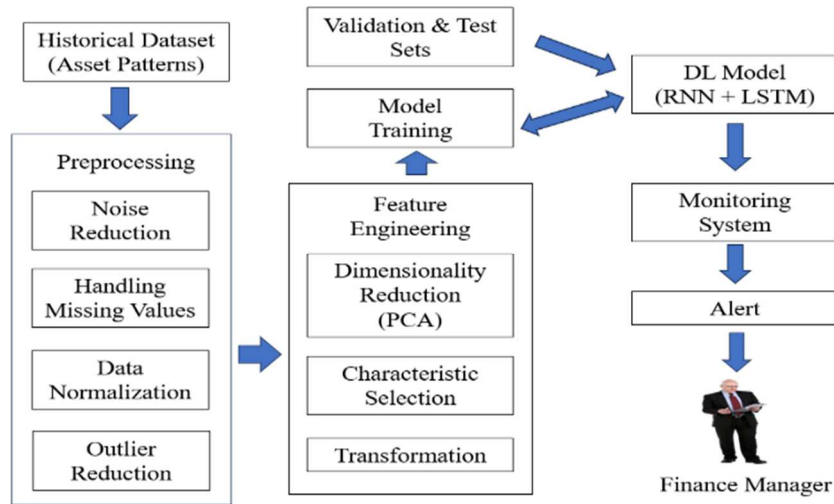 Historical Dataset
(Asset Patterns)
Preprocessing
Noise
Reduction
Handling
Missing Values
Data
Normalization
Outlier
Reduction
Validation & Test
Sets
Model
Training
Feature
Engineering
Dimensionality
Reduction
(PCA)
Characteristic
Selection
Transformation
DL Model
(RNN + LSTM)
Monitoring
System
Alert
Finance Manager